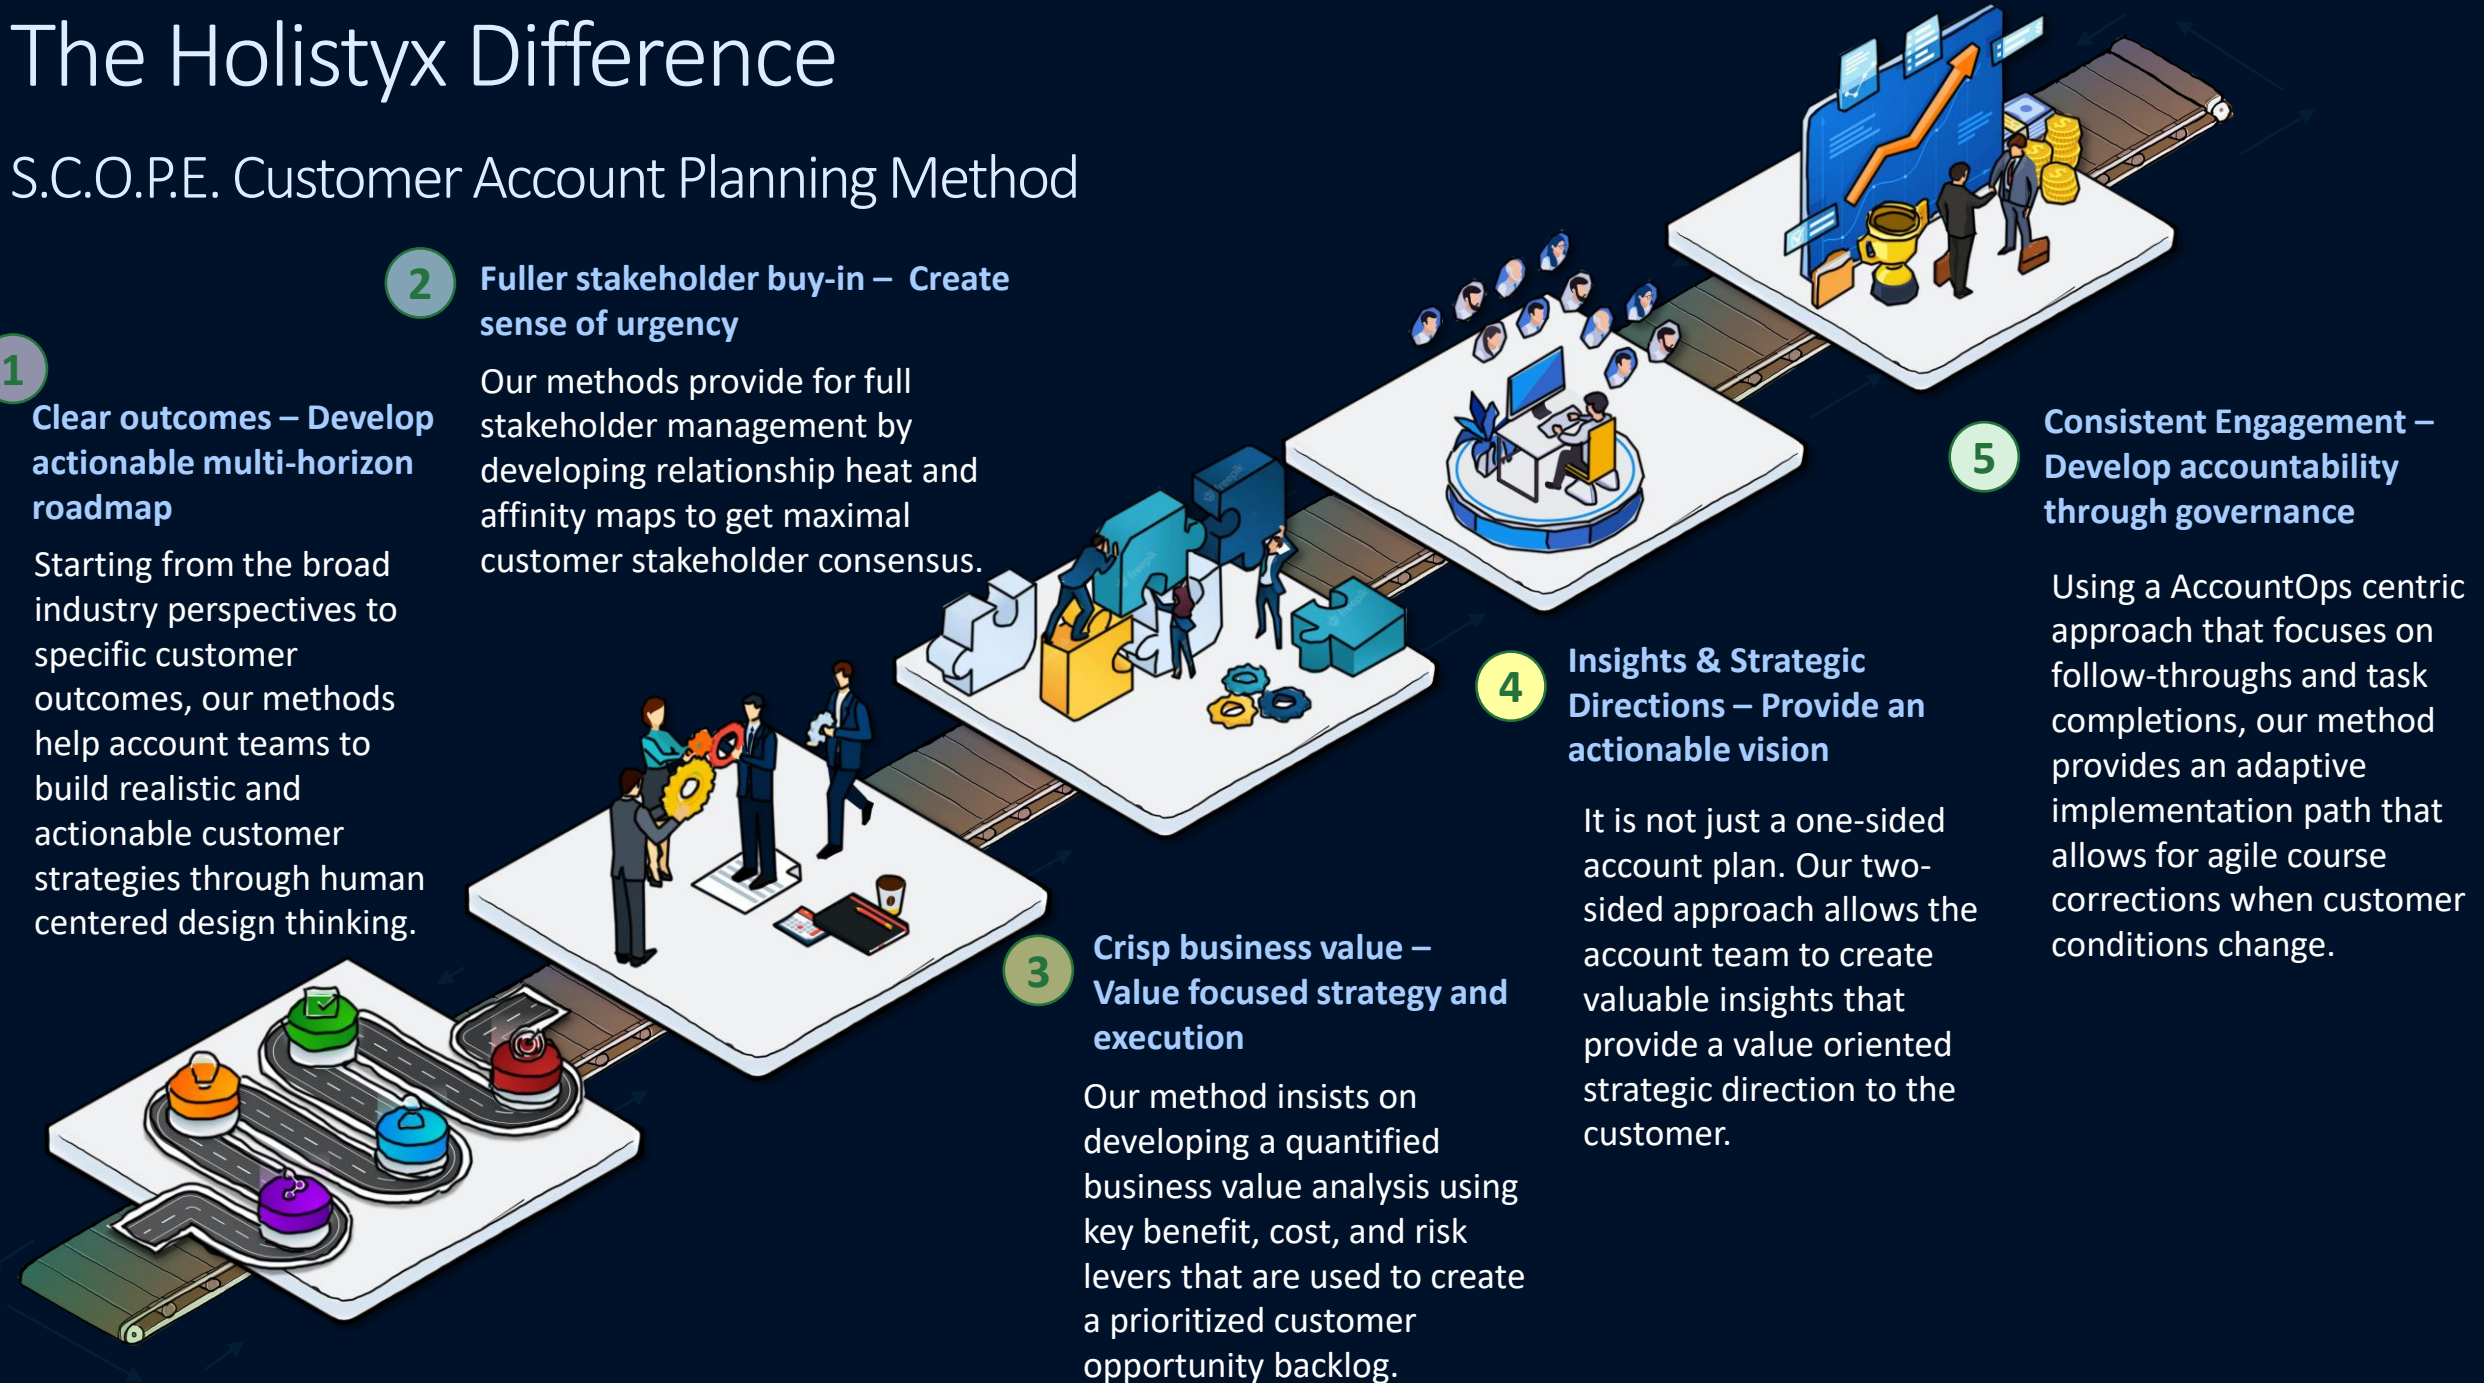 The Holistyx Difference
S.C.O.P.E. Customer Account Planning Method
1
Clear outcomes – Develop
actionable multi-horizon
roadmap
Starting from the broad
industry perspectives to
specific customer
outcomes, our methods
help account teams to
build realistic and
actionable customer
strategies through human
centered design thinking.
2
Fuller stakeholder buy-in – Create
sense of urgency
Our methods provide for full
stakeholder management by
developing relationship heat and
affinity maps to get maximal
customer stakeholder consensus.
3
Crisp business value –
Value focused strategy and
execution
Our method insists on
developing a quantified
business value analysis using
key benefit, cost, and risk
levers that are used to create
a prioritized customer
opportunity backlog.
4
Insights & Strategic
Directions – Provide an
actionable vision
It is not just a one-sided
account plan. Our two-
sided approach allows the
account team to create
valuable insights that
provide a value oriented
strategic direction to the
customer.
5
Consistent Engagement –
Develop accountability
through governance
Using a AccountOps centric
approach that focuses on
follow-throughs and task
completions, our method
provides an adaptive
implementation path that
allows for agile course
corrections when customer
conditions change.
freepik
freepik
freepik